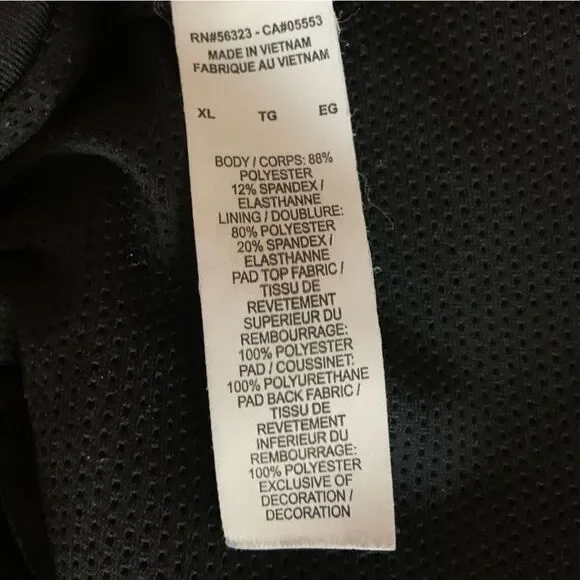 RN#56323 - CA#05553
MADE IN VIETNAM
FABRIQUE AU VIETNAM
XL TG EG
BODY / CORPS: 88%
POLYESTER
12% SPANDEX /
ELASTHANNE
LINING / DOUBLURE:
80% POLYESTER
20% SPANDEX /
ELASTHANNE
PAD TOP FABRIC /
TISSU DE
REVETEMENT
SUPERIEUR DU
REMBOURRAGE:
100% POLYESTER
PAD / COUSSINET:
100% POLYURETHANE
PAD BACK FABRIC /
TISSU DE
REVETEMENT
INFERIEUR DU
REMBOURRAGE:
100% POLYESTER
EXCLUSIVE OF
DECORATION /
DECORATION